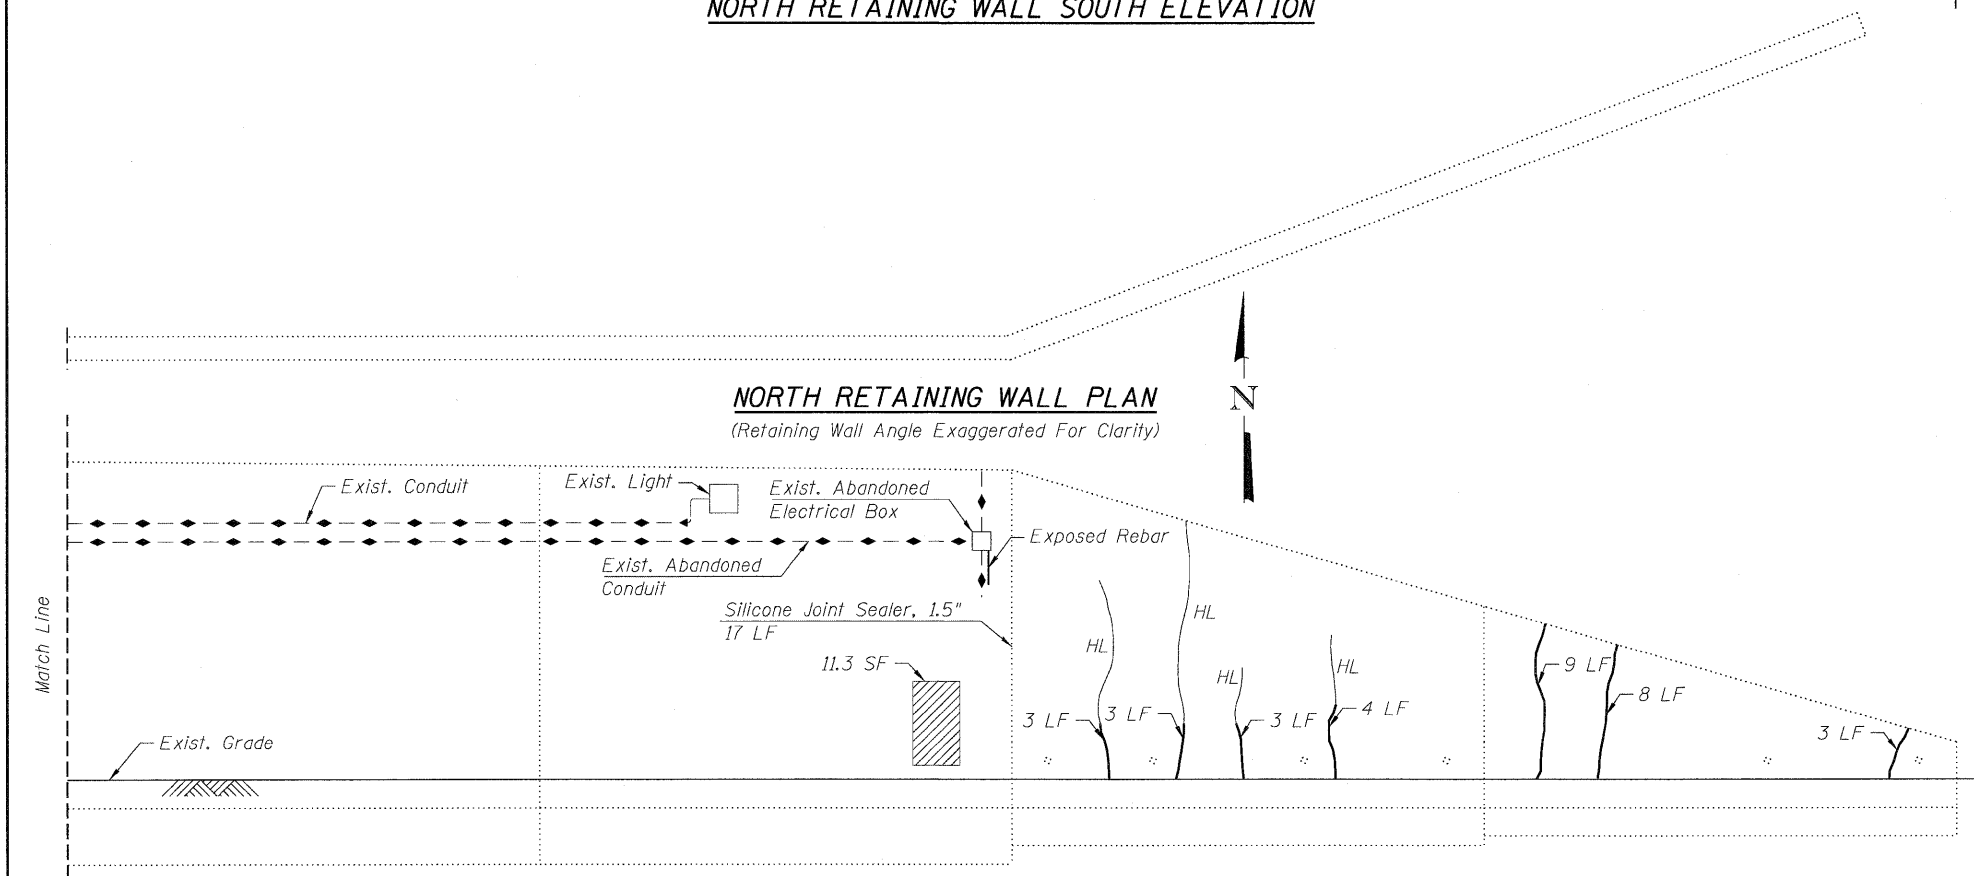 NORTH RETAINING WALL SOUTH ELEVATION
NORTH RETAINING WALL PLAN
(Retaining Wall Angle Exaggerated For Clarity)
N
Exist. Conduit
Exist. Light
Exist. Abandoned
Electrical Box
Exposed Rebar
Exist. Abandoned
Conduit
Silicone Joint Sealer, 1.5"
17 LF
11.3 SF
Match Line
Exist. Grade
HL
HL
HL
HL
3 LF
3 LF
3 LF
4 LF
9 LF
8 LF
3 LF